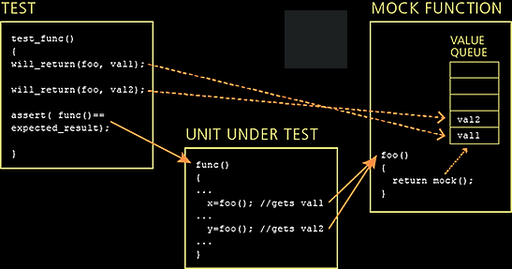 TEST
test_func()
{
will_return(foo, val1);
will_return(foo, val2);
assert( func()==
expected_result);
}
UNIT UNDER TEST
func()
{
...
x=foo(); //gets val1
...
y=foo(); //gets val2
...
}
MOCK FUNCTION
VALUE
QUEUE
val2
val1
foo()
{
return mock();
}